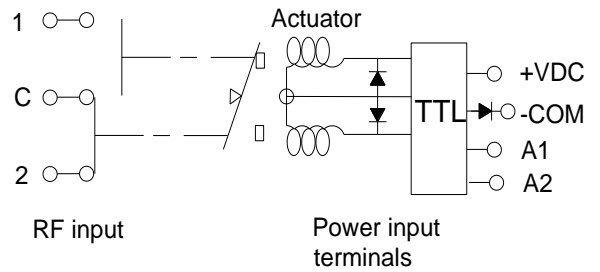 Actuator
1
C
2
TTL
+VDC
-COM
A1
A2
RF input
Power input
terminals